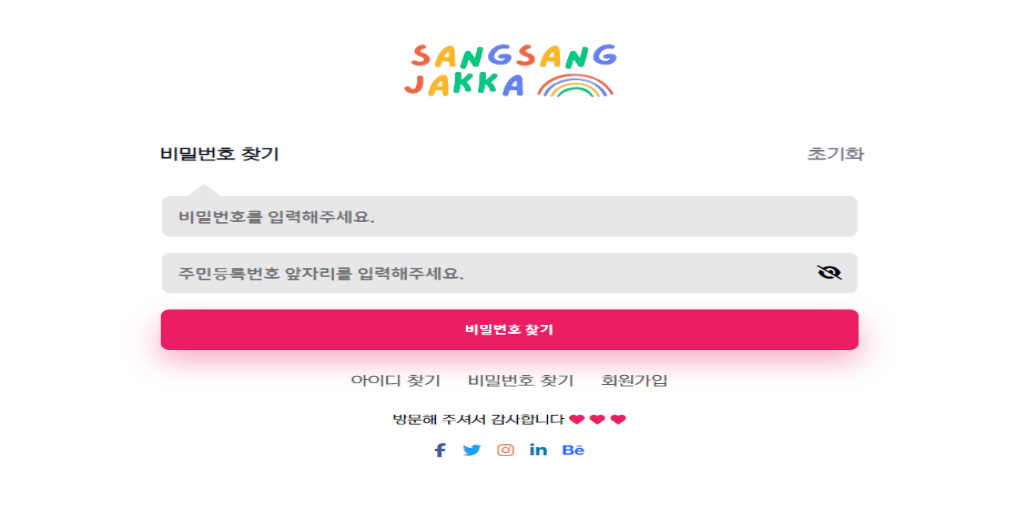 SANGSANG
JAKKA
비밀번호 찾기 초기화
비밀번호를 입력해주세요.
주민등록번호 앞자리를 입력해주세요.
비밀번호 찾기
아이디 찾기 비밀번호 찾기 회원가입
방문해 주셔서 감사합니다 ❤ ❤ ❤
f in Bē